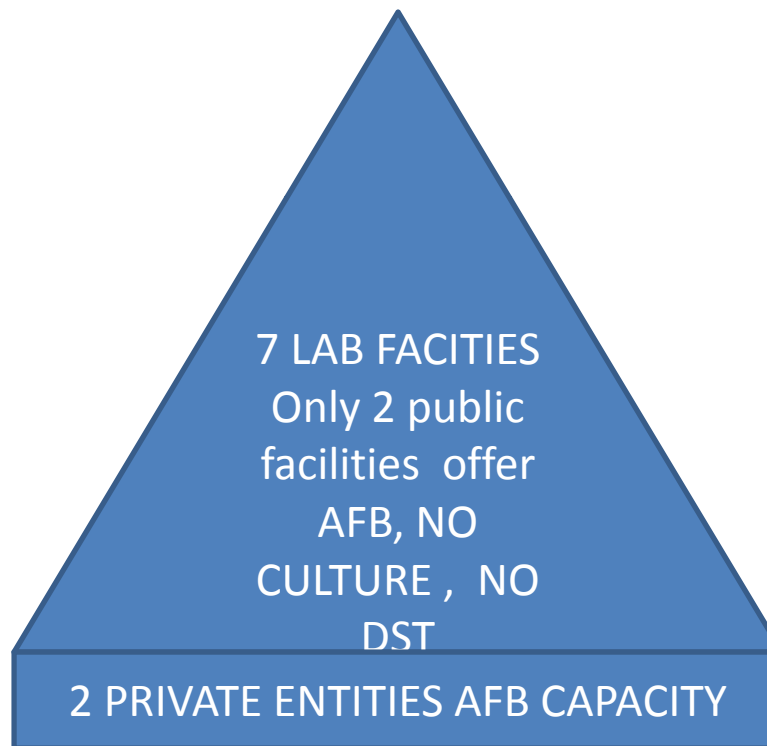 7 LAB FACITIES
Only 2 public
facilities  offer
AFB, NO
CULTURE ,  NO
DST
2 PRIVATE ENTITIES AFB CAPACITY